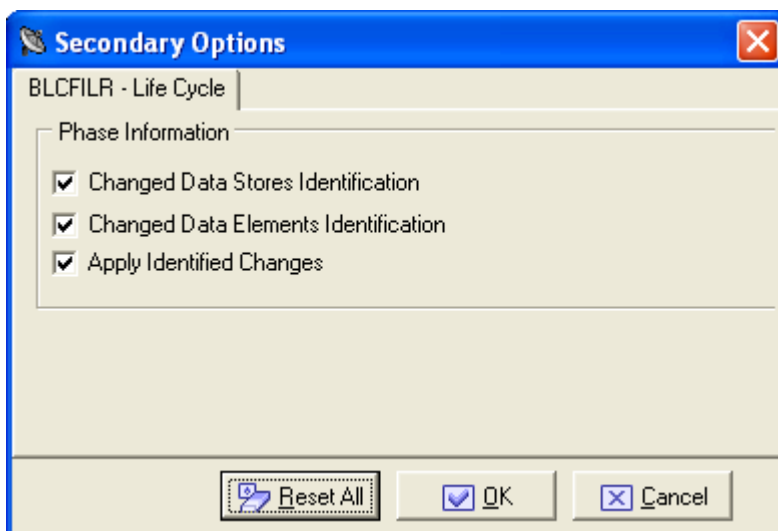 Secondary Options
BLCFILR - Life Cycle
Phase Information
Changed Data Stores Identification
Changed Data Elements Identification
Apply Identified Changes
Reset All OK Cancel